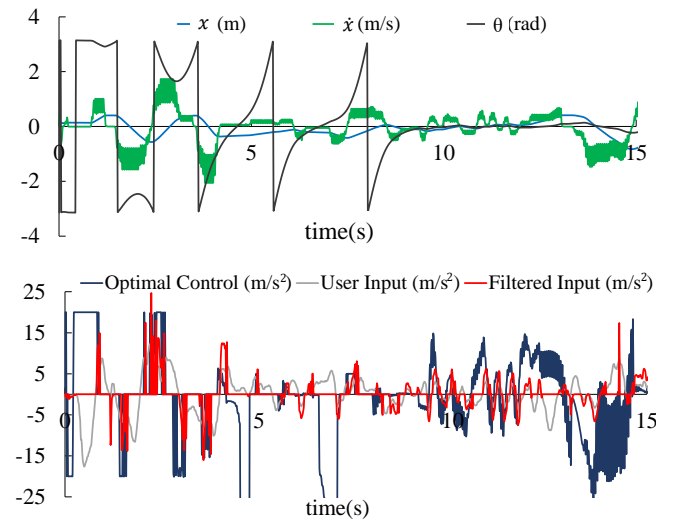 4
x (m) ẋ (m/s) θ (rad)
2
0
0 5 10 15
-2
-4
time(s)
25
Optimal Control (m/s²) User Input (m/s²) Filtered Input (m/s²)
15
5
0 5 10 15
-5
-15
-25
time(s)